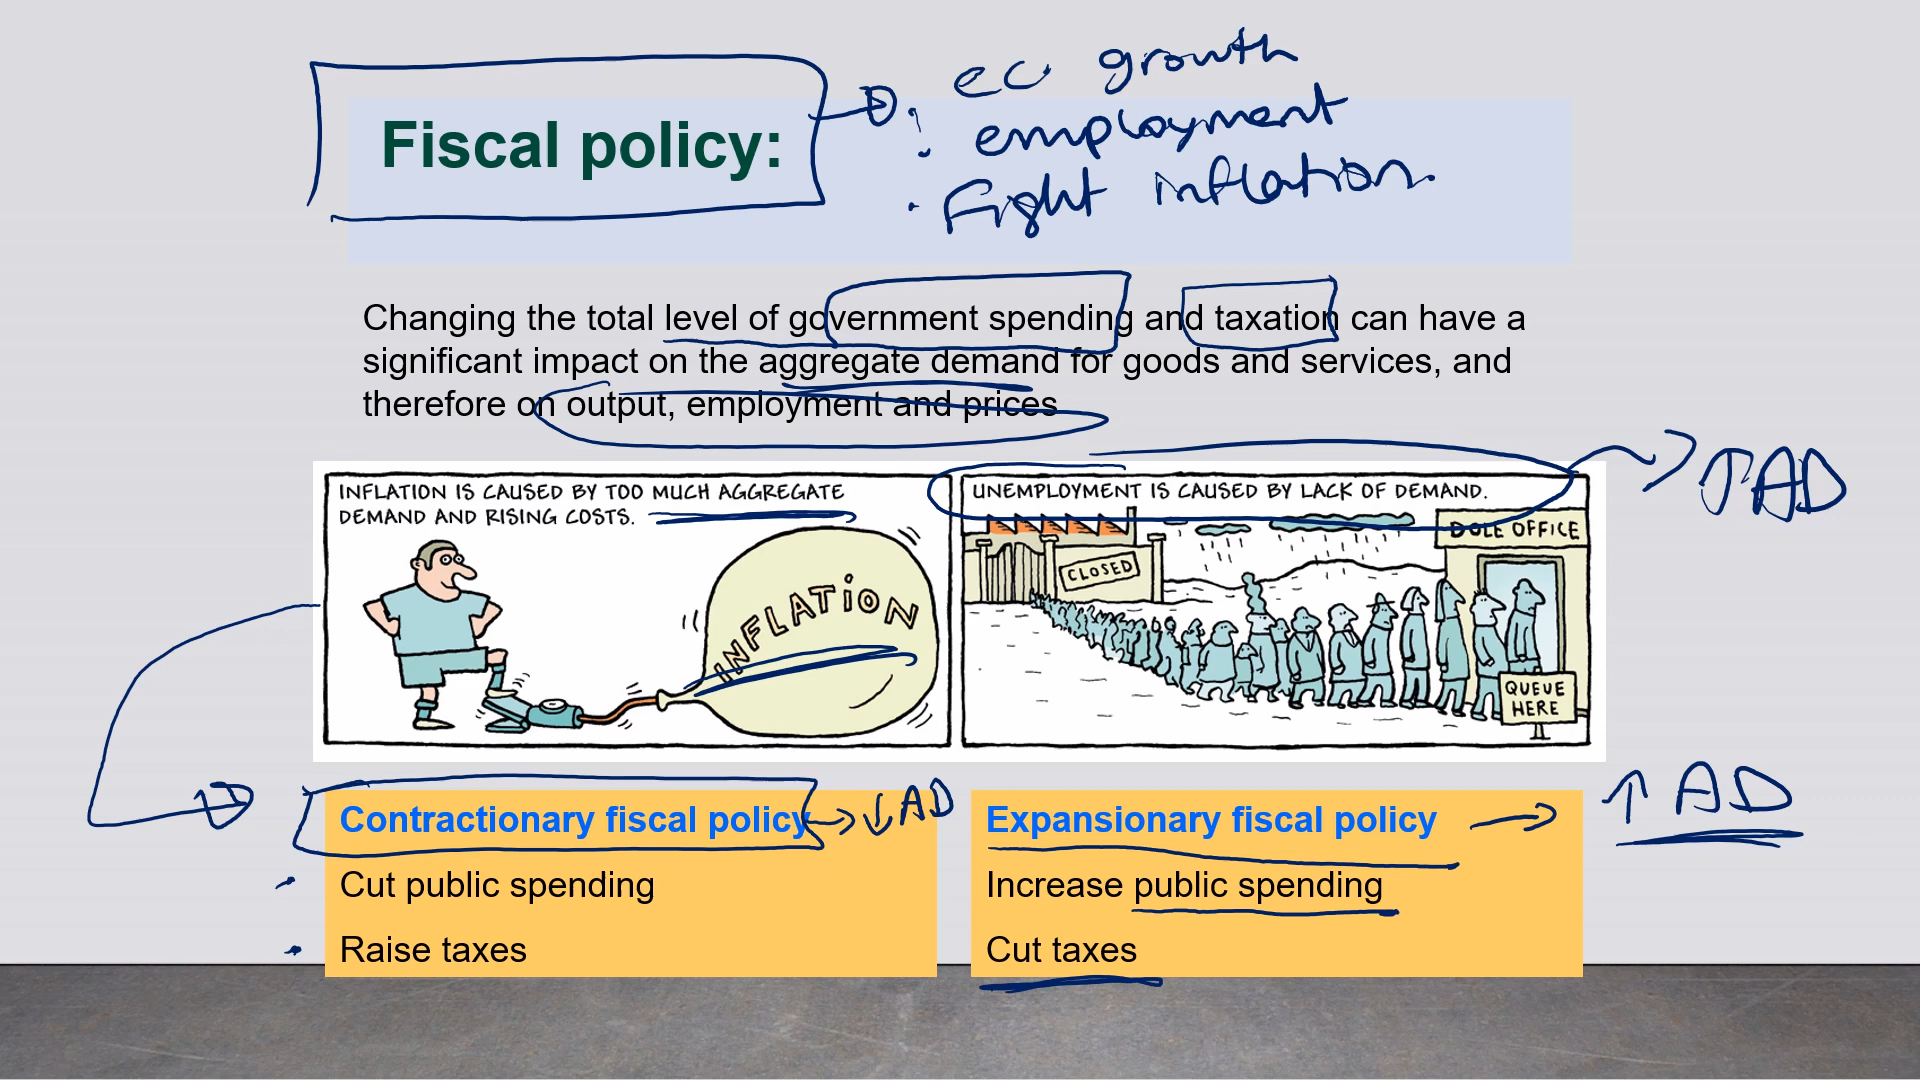 ec growth
Fiscal policy:
employment
Fight inflation
Changing the total level of government spending and taxation can have a
significant impact on the aggregate demand for goods and services, and
therefore on output, employment and prices
INFLATION IS CAUSED BY TOO MUCH AGGREGATE
DEMAND AND RISING COSTS.
INFLATION
UNEMPLOYMENT IS CAUSED BY LACK OF DEMAND.
↑AD
DOLE OFFICE
CLOSED
QUEUE
HERE
Contractionary fiscal policy → ↓ AD
Cut public spending
Raise taxes
Expansionary fiscal policy → ↑ AD
Increase public spending
Cut taxes